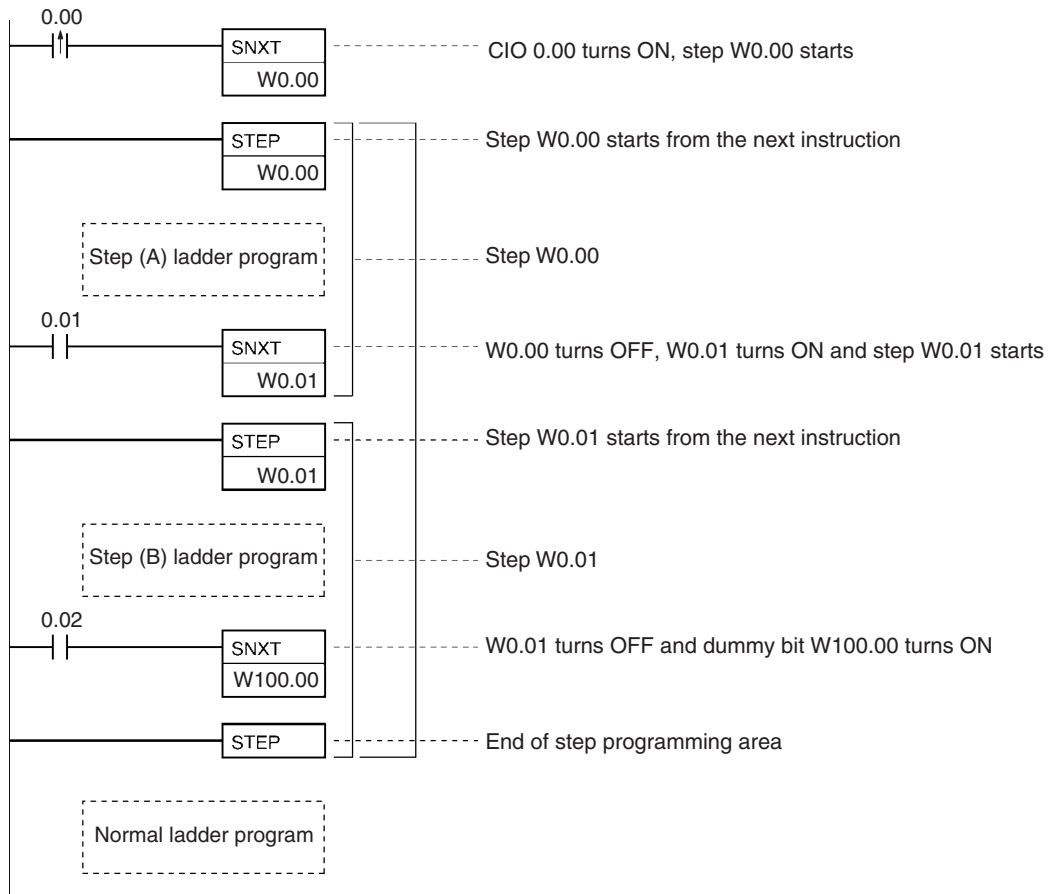 0.00
SNXT
W0.00
CIO 0.00 turns ON, step W0.00 starts
STEP
W0.00
Step W0.00 starts from the next instruction
Step (A) ladder program
Step W0.00
0.01
SNXT
W0.01
W0.00 turns OFF, W0.01 turns ON and step W0.01 starts
STEP
W0.01
Step W0.01 starts from the next instruction
Step (B) ladder program
Step W0.01
0.02
SNXT
W100.00
W0.01 turns OFF and dummy bit W100.00 turns ON
STEP
End of step programming area
Normal ladder program